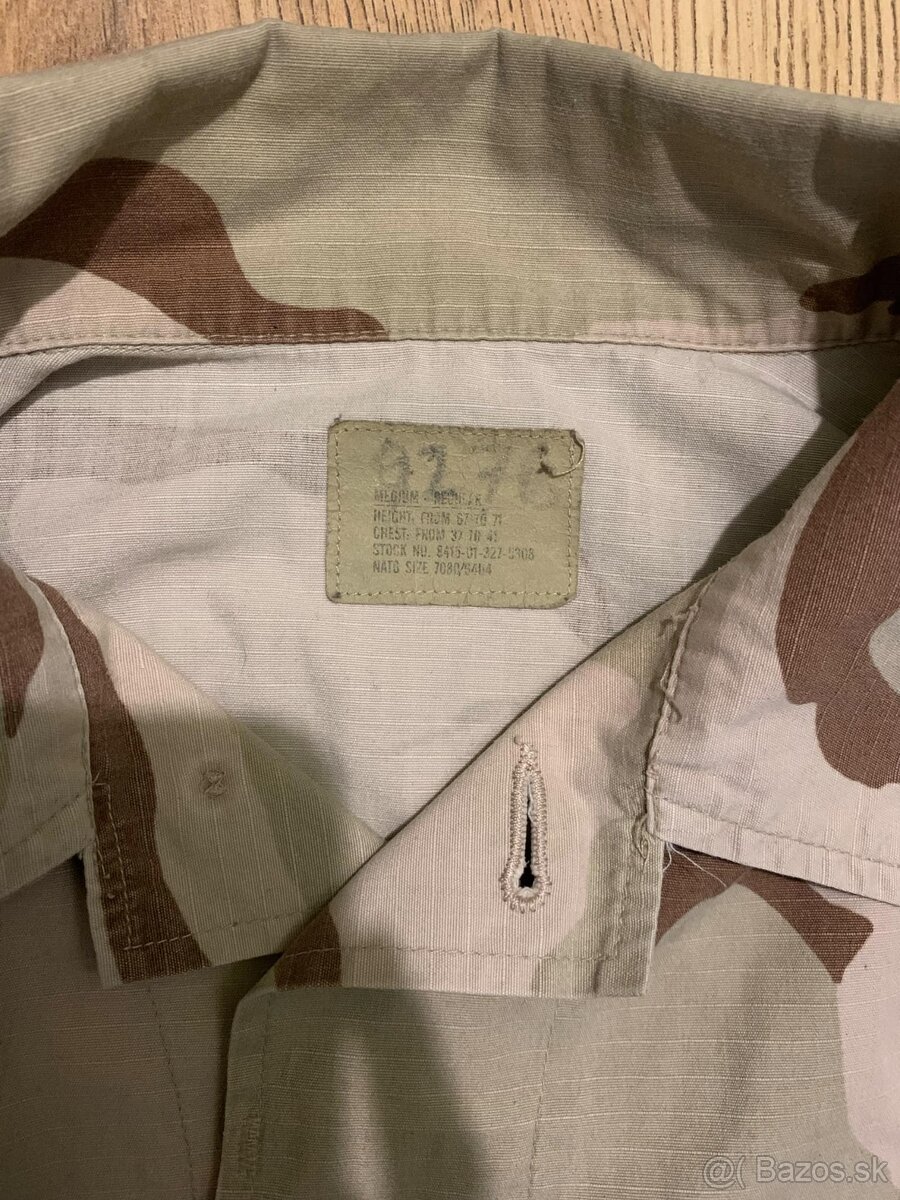 MEDIUM - REGULAR
HEIGHT: FROM 67 TO 71
CHEST: FROM 37 TO 41
STOCK NO. 8415-01-327-5308
NATO SIZE 7080/9404
@( Bazos.sk